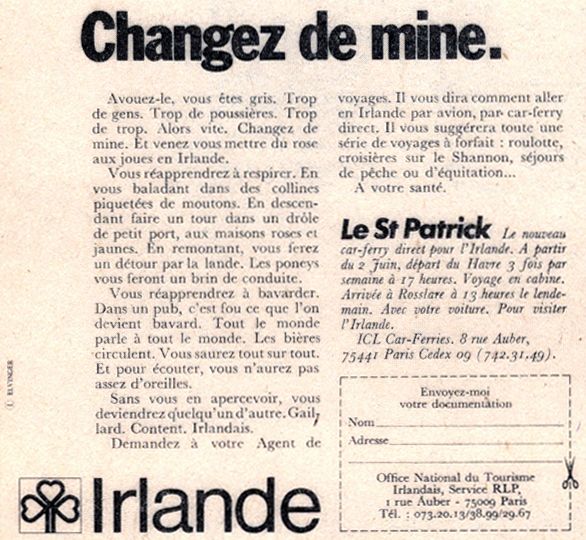 Changez de mine.
Avouez-le, vous êtes gris. Trop
de gens. Trop de poussières. Trop
de trop. Alors vite. Changez de
mine. Et venez vous mettre du rose
aux joues en Irlande.
Vous réapprendrez à respirer. En
vous baladant dans des collines
piquetées de moutons. En descen-
dant faire un tour dans un drôle
de petit port, aux maisons roses et
jaunes. En remontant, vous ferez
un détour par la lande. Les poneys
vous feront un brin de conduite.
Vous réapprendrez à bavarder.
Dans un pub, c'est fou ce que l'on
devient bavard. Tout le monde
parle à tout le monde. Les bières
circulent. Vous saurez tout sur tout.
Et pour écouter, vous n'aurez pas
assez d'oreilles.
Sans vous en apercevoir, vous
deviendrez quelqu'un d'autre. Gail-
lard. Content. Irlandais.
Demandez à votre Agent de
voyages. Il vous dira comment aller
en Irlande par avion, par car-ferry
direct. Il vous suggérera toute une
série de voyages à forfait : roulotte,
croisières sur le Shannon, séjours
de pêche ou d'équitation...
A votre santé.
Le St Patrick Le nouveau
car-ferry direct pour l'Irlande. A partir
du 2 Juin, départ du Havre 3 fois par
semaine à 17 heures. Voyage en cabine.
Arrivée à Rosslare à 13 heures le lende-
main. Avec votre voiture. Pour visiter
l'Irlande.
ICL Car-Ferries. 8 rue Auber,
75441 Paris Cedex 09 (742.31.49).
Envoyez-moi
votre documentation
Nom
Adresse
Office National du Tourisme
Irlandais, Service RLP,
1 rue Auber - 75009 Paris
Tél. : 073.20.13/38.99/29.67
Irlande
ELVINGER